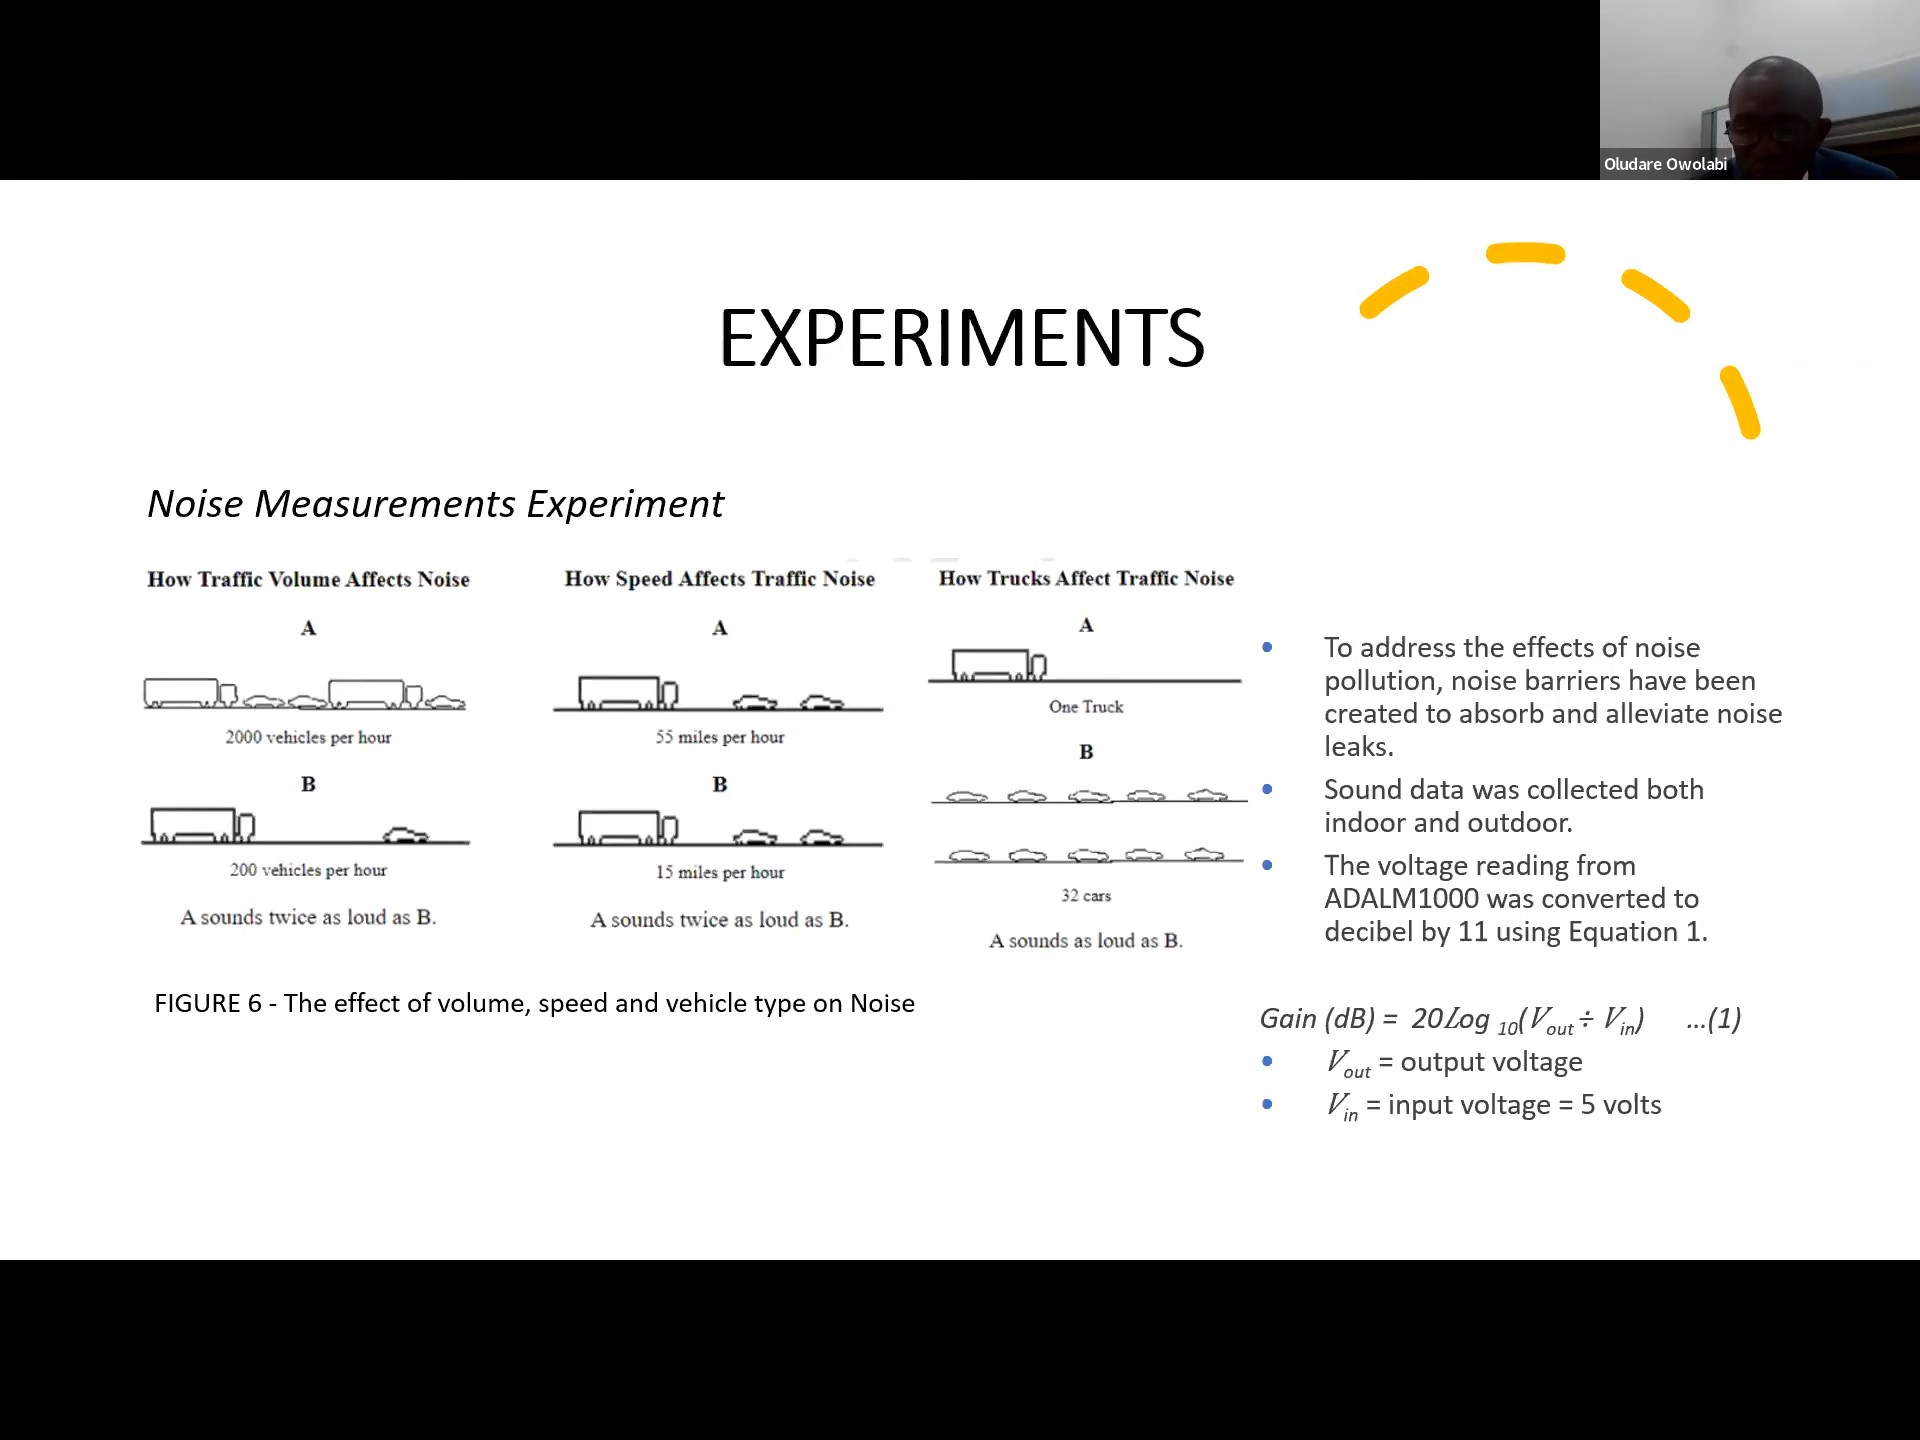 Oludare Owolabi
EXPERIMENTS
Noise Measurements Experiment
How Traffic Volume Affects Noise
A
2000 vehicles per hour
B
200 vehicles per hour
A sounds twice as loud as B.
How Speed Affects Traffic Noise
A
55 miles per hour
B
15 miles per hour
A sounds twice as loud as B.
How Trucks Affect Traffic Noise
A
One Truck
B
32 cars
A sounds as loud as B.
FIGURE 6 - The effect of volume, speed and vehicle type on Noise
• To address the effects of noise
pollution, noise barriers have been
created to absorb and alleviate noise
leaks.
• Sound data was collected both
indoor and outdoor.
• The voltage reading from
ADALM1000 was converted to
decibel by 11 using Equation 1.
Gain (dB) = 20Log 10(Vout ÷ Vin) ...(1)
• Vout = output voltage
• Vin = input voltage = 5 volts